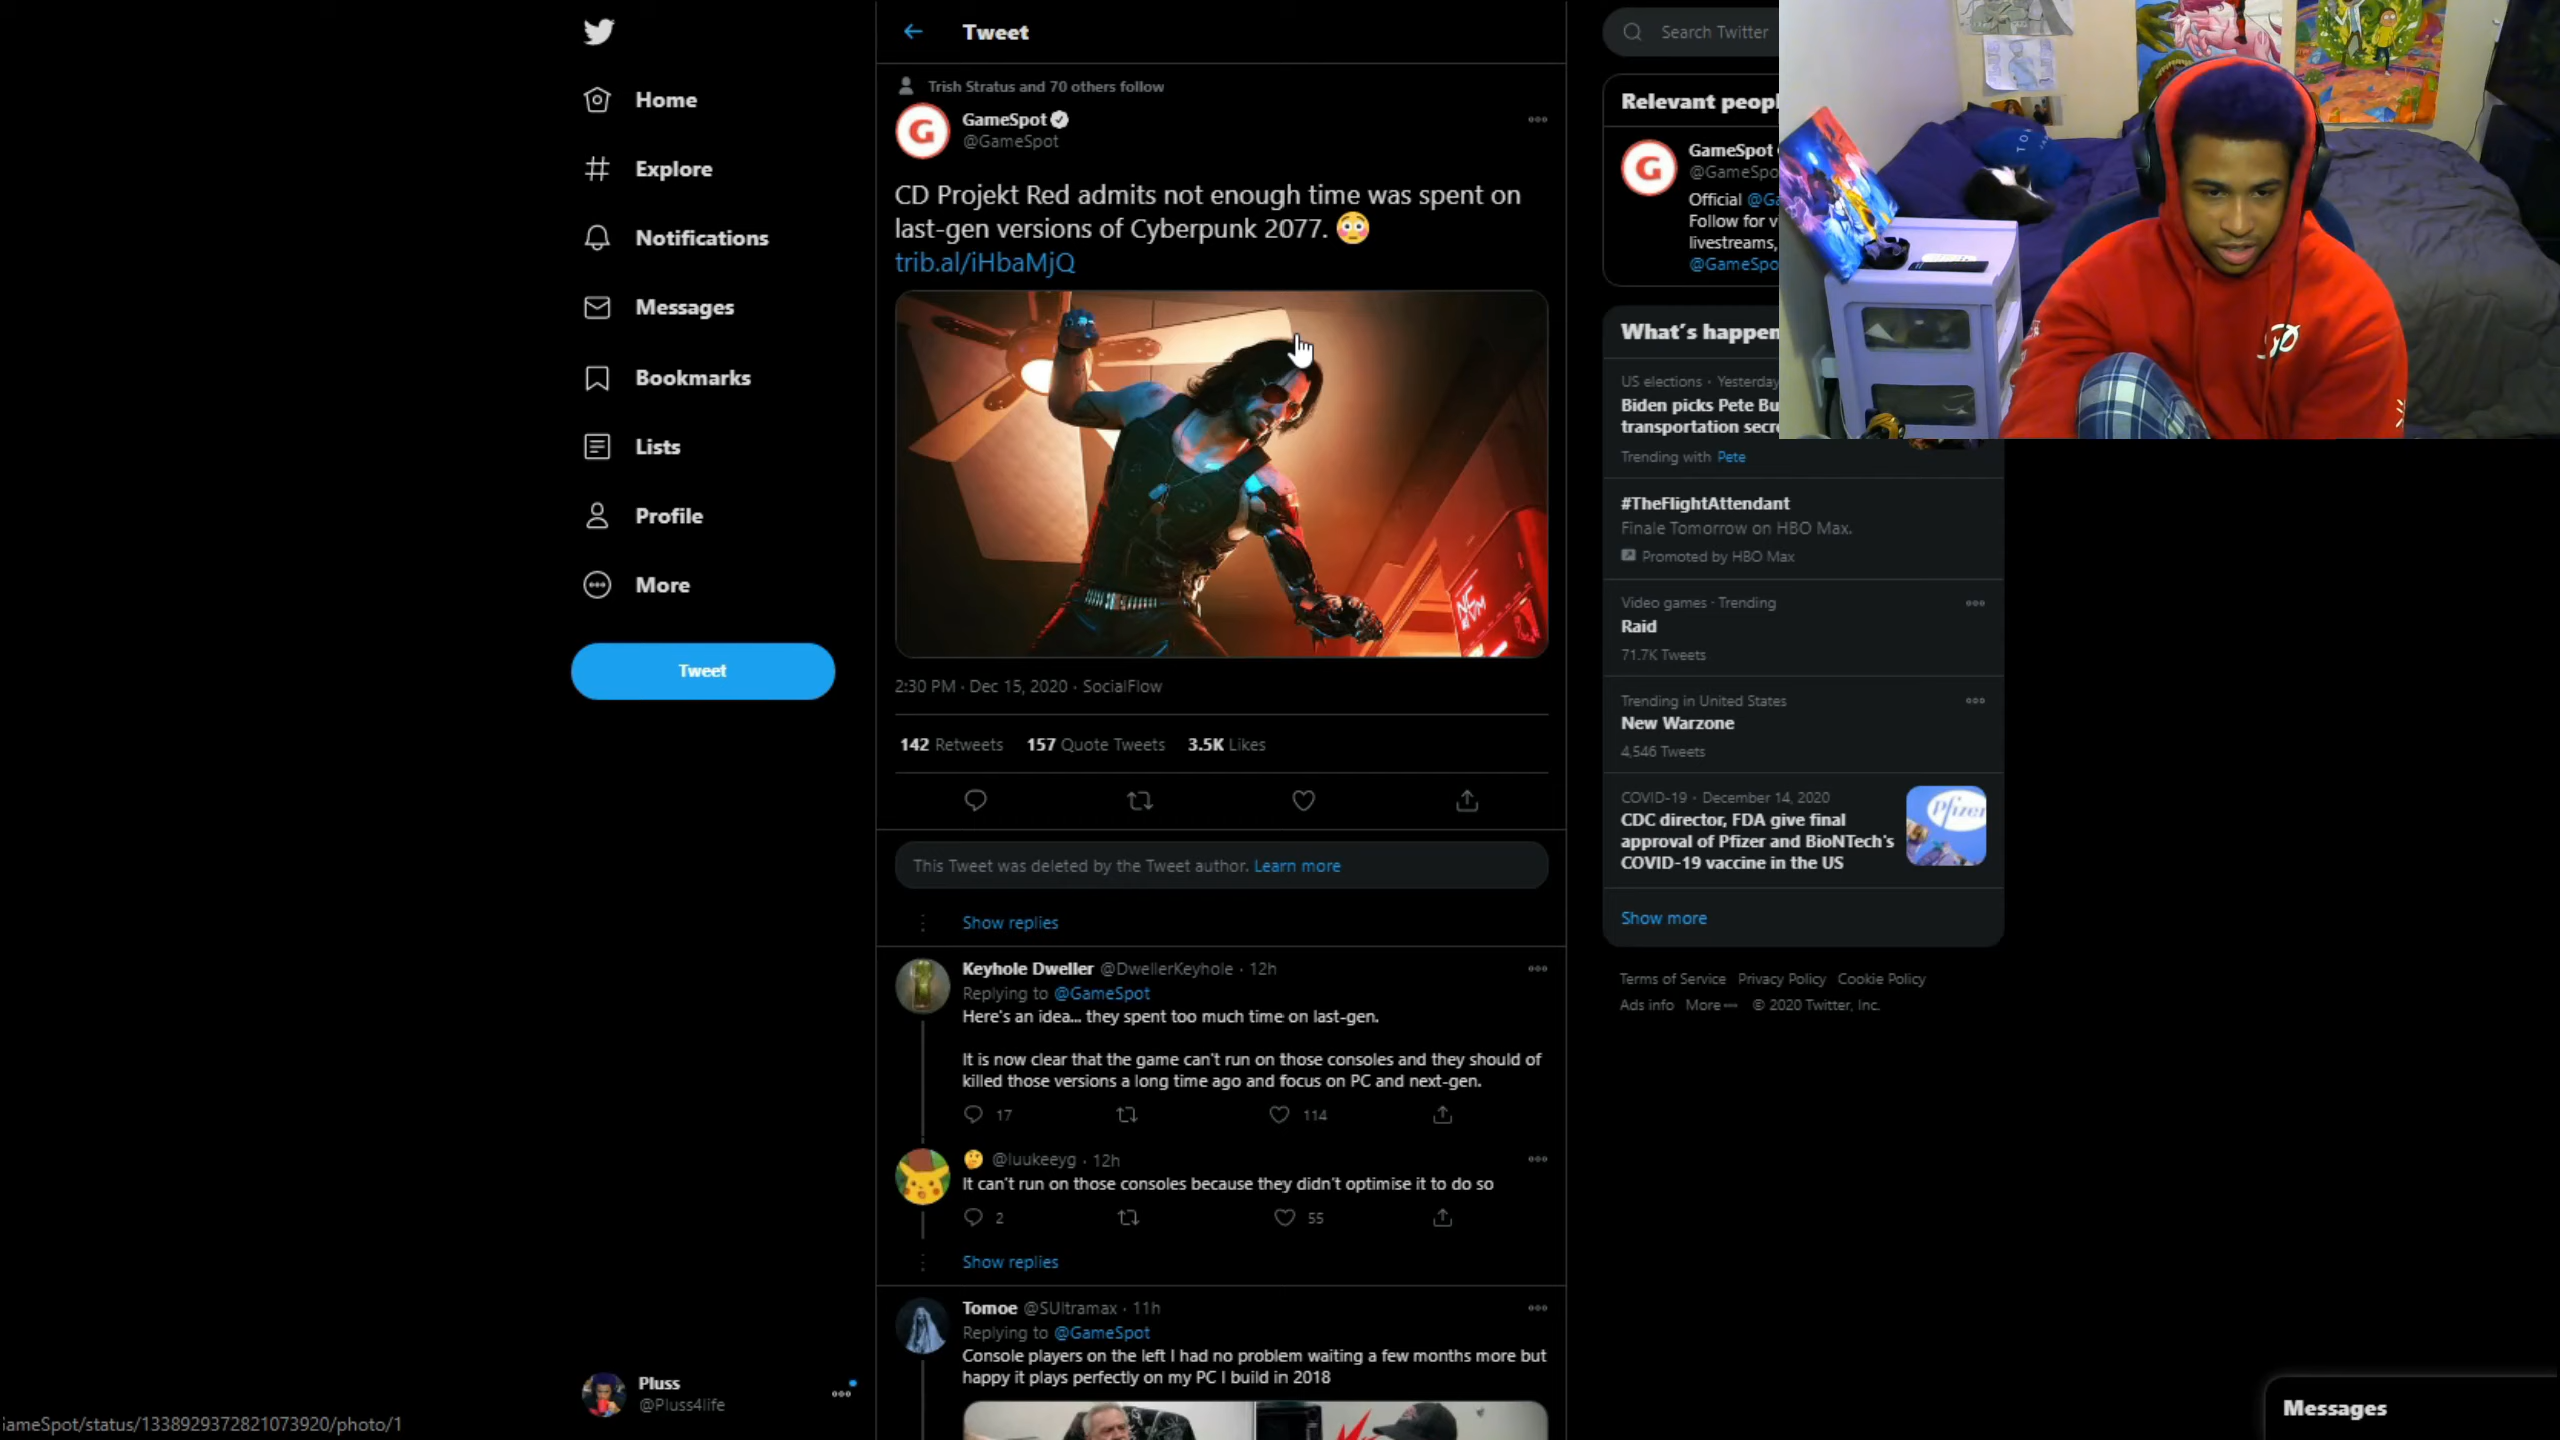 Home
Explore
Notifications
Messages
Bookmarks
Lists
Profile
More
Tweet
Pluss
@Pluss4life
iameSpot/status/1338929372821073920/photo/1
Tweet
Trish Stratus and 70 others follow
GameSpot
@GameSpot
CD Projekt Red admits not enough time was spent on
last-gen versions of Cyberpunk 2077. 😳
trib.al/iHbaMjQ
2:30 PM · Dec 15, 2020 · SocialFlow
142 Retweets 157 Quote Tweets 3.5K Likes
This Tweet was deleted by the Tweet author. Learn more
Show replies
Keyhole Dweller @DwellerKeyhole · 12h
Replying to @GameSpot
Here's an idea... they spent too much time on last-gen.
It is now clear that the game can't run on those consoles and they should of
killed those versions a long time ago and focus on PC and next-gen.
17 114
🤔 @luukeeyg · 12h
It can't run on those consoles because they didn't optimise it to do so
2 55
Show replies
Tomoe @SUltramax · 11h
Replying to @GameSpot
Console players on the left I had no problem waiting a few months more but
happy it plays perfectly on my PC I build in 2018
Search Twitter
Relevant peopl
GameSpot
@GameSpo
Official @Ga
Follow for v
livestreams,
@GameSpo
What's happen
US elections · Yesterday
Biden picks Pete Bu
transportation secre
Trending with Pete
#TheFlightAttendant
Finale Tomorrow on HBO Max.
Promoted by HBO Max
Video games · Trending
Raid
71.7K Tweets
Trending in United States
New Warzone
4,546 Tweets
COVID-19 · December 14, 2020
CDC director, FDA give final
approval of Pfizer and BioNTech's
COVID-19 vaccine in the US
Pfizer
Show more
Terms of Service Privacy Policy Cookie Policy
Ads info More © 2020 Twitter, Inc.
Messages